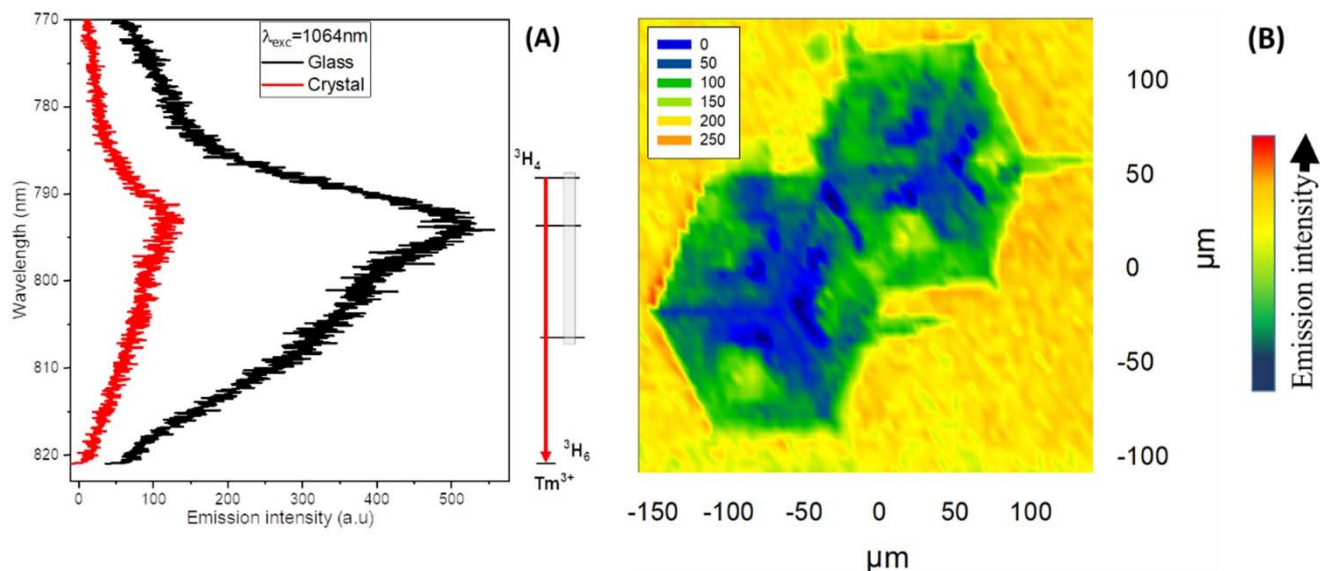 770
780
790
800
810
820
Wavelength (nm)
0 100 200 300 400 500
Emission intensity (a.u)
λexc=1064nm
Glass
Crystal
(A)
³H₄
³H₆
Tm³⁺
0
50
100
150
200
250
(B)
100
50
0
-50
-100
µm
-150 -100 -50 0 50 100
µm
Emission intensity